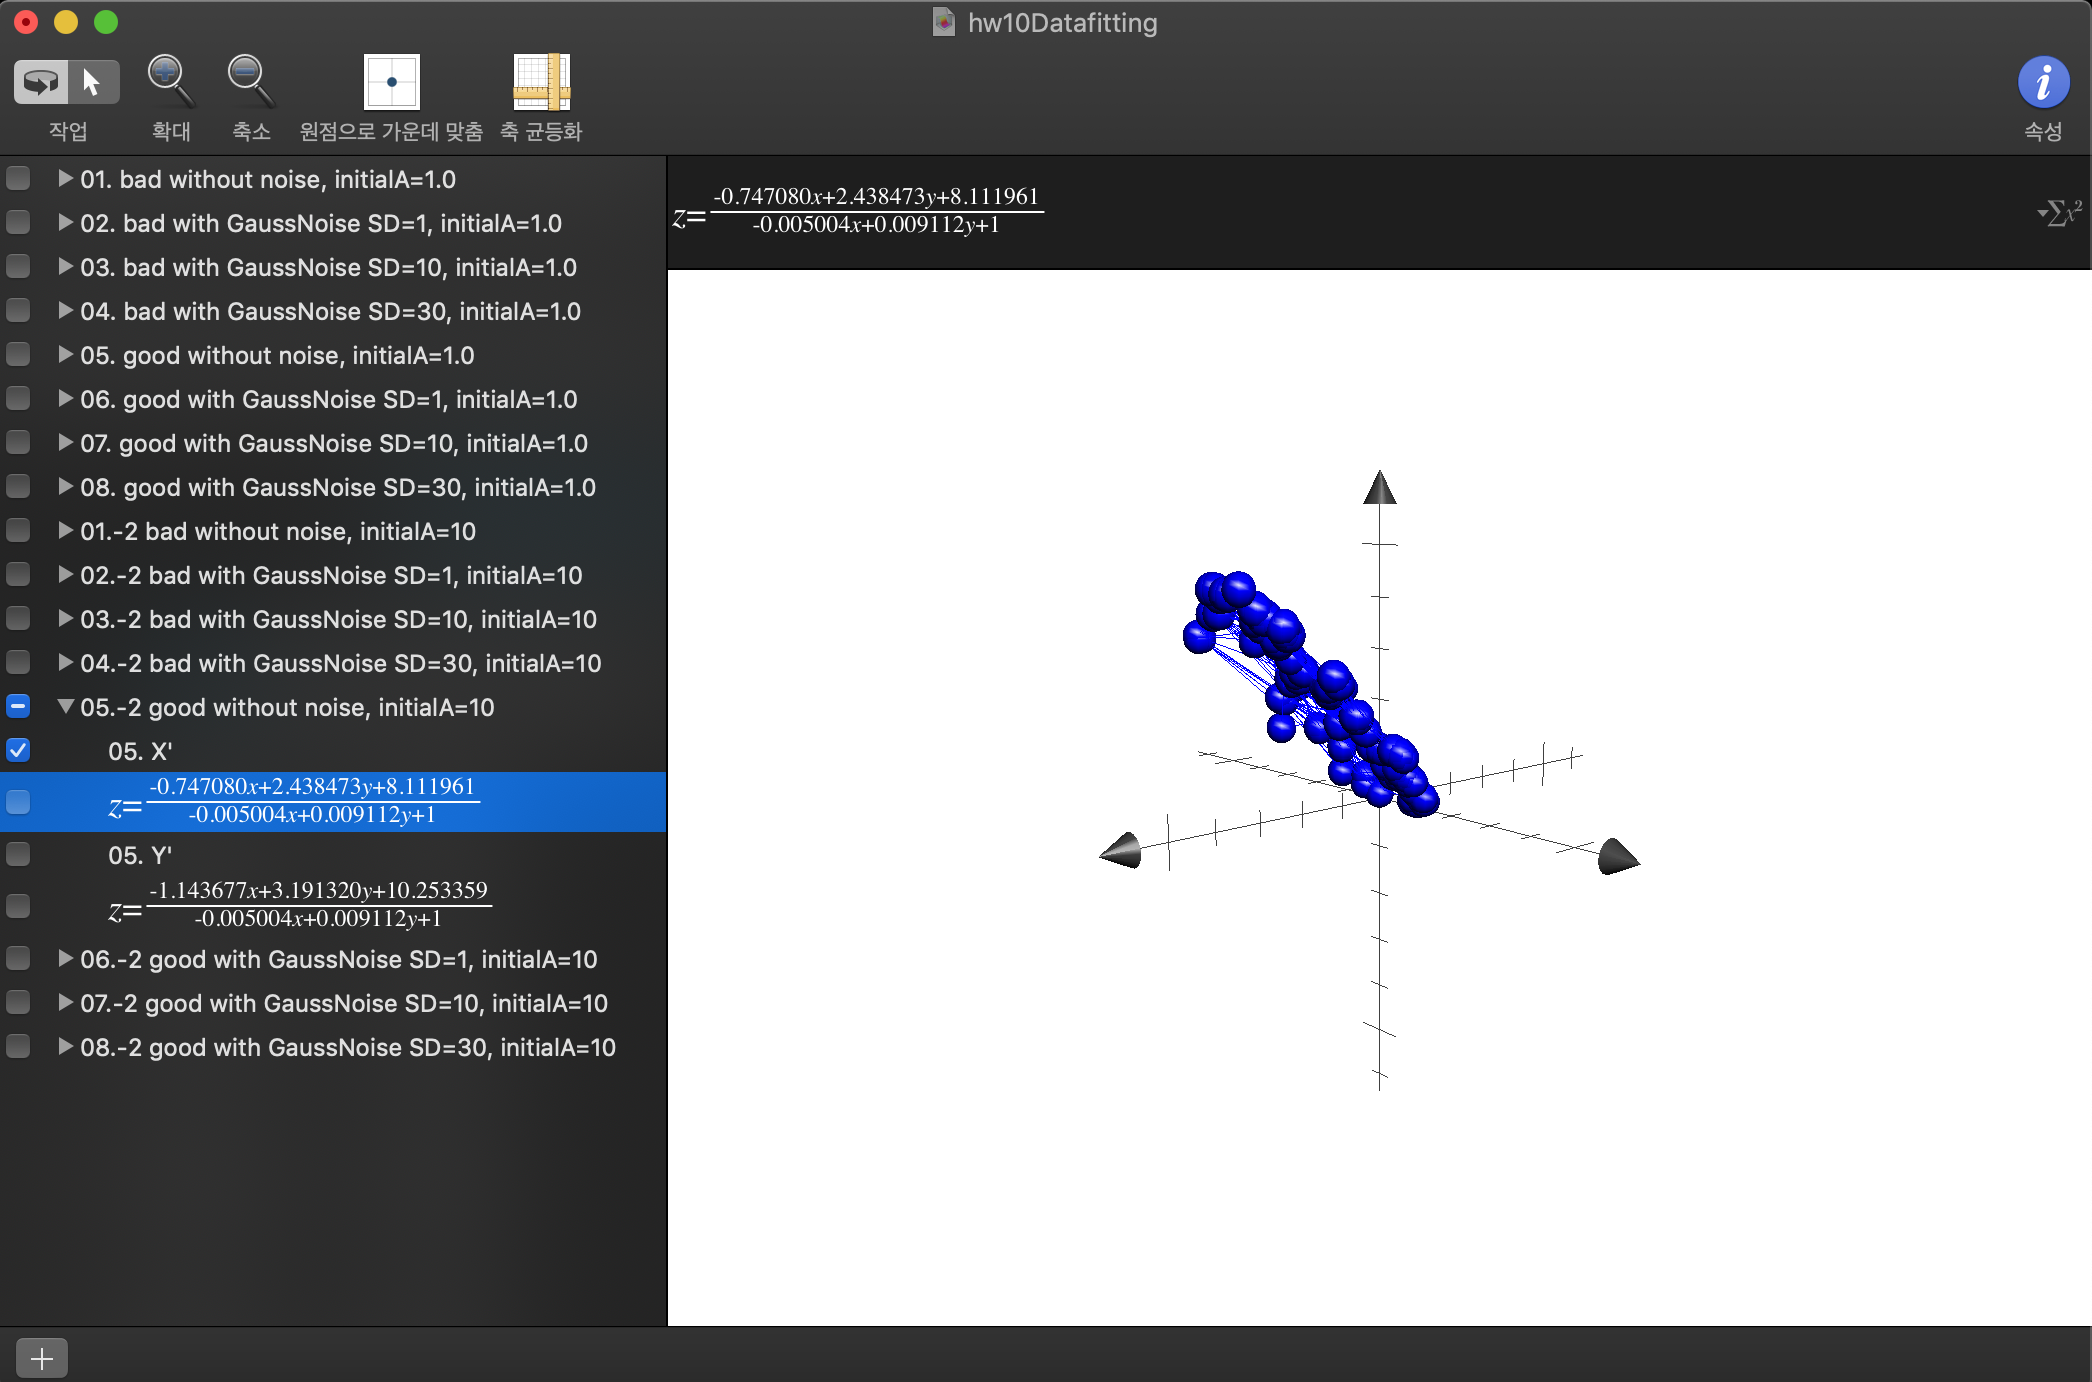 hw10Datafitting
작업
확대
축소
원점으로 가운데 맞춤
축 균등화
속성
01. bad without noise, initialA=1.0
02. bad with GaussNoise SD=1, initialA=1.0
03. bad with GaussNoise SD=10, initialA=1.0
04. bad with GaussNoise SD=30, initialA=1.0
05. good without noise, initialA=1.0
06. good with GaussNoise SD=1, initialA=1.0
07. good with GaussNoise SD=10, initialA=1.0
08. good with GaussNoise SD=30, initialA=1.0
01.-2 bad without noise, initialA=10
02.-2 bad with GaussNoise SD=1, initialA=10
03.-2 bad with GaussNoise SD=10, initialA=10
04.-2 bad with GaussNoise SD=30, initialA=10
05.-2 good without noise, initialA=10
05. X'
-0.747080x+2.438473y+8.111961
z=
-0.005004x+0.009112y+1
05. Y'
-1.143677x+3.191320y+10.253359
z=
-0.005004x+0.009112y+1
06.-2 good with GaussNoise SD=1, initialA=10
07.-2 good with GaussNoise SD=10, initialA=10
08.-2 good with GaussNoise SD=30, initialA=10
-0.747080x+2.438473y+8.111961
z=
-0.005004x+0.009112y+1
Σx²